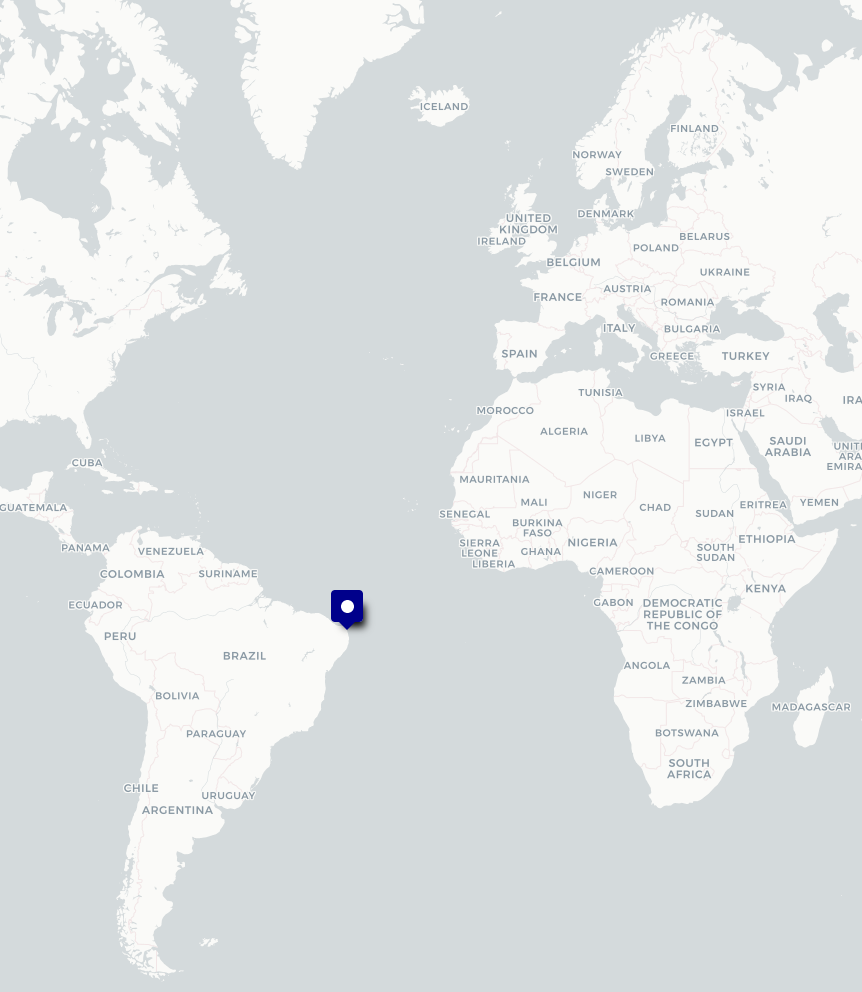 ICELAND
FINLAND
NORWAY
SWEDEN
DENMARK
UNITED
KINGDOM
IRELAND
BELARUS
POLAND
BELGIUM
UKRAINE
AUSTRIA
FRANCE
ROMANIA
ITALY
BULGARIA
SPAIN
GREECE
TURKEY
SYRIA
TUNISIA
IRAQ
IRA
MOROCCO
ISRAEL
ALGERIA
LIBYA
EGYPT
SAUDI
ARABIA
UNITE
ARA
EMIRA
CUBA
MAURITANIA
NIGER
MALI
CHAD
SUDAN
ERITREA
YEMEN
GUATEMALA
SENEGAL
BURKINA
FASO
SIERRA
LEONE
LIBERIA
GHANA
NIGERIA
ETHIOPIA
SOUTH
SUDAN
PANAMA
VENEZUELA
COLOMBIA
SURINAME
CAMEROON
KENYA
ECUADOR
GABON
DEMOCRATIC
REPUBLIC OF
THE CONGO
PERU
BRAZIL
ANGOLA
ZAMBIA
BOLIVIA
ZIMBABWE
MADAGASCAR
PARAGUAY
BOTSWANA
SOUTH
AFRICA
CHILE
URUGUAY
ARGENTINA